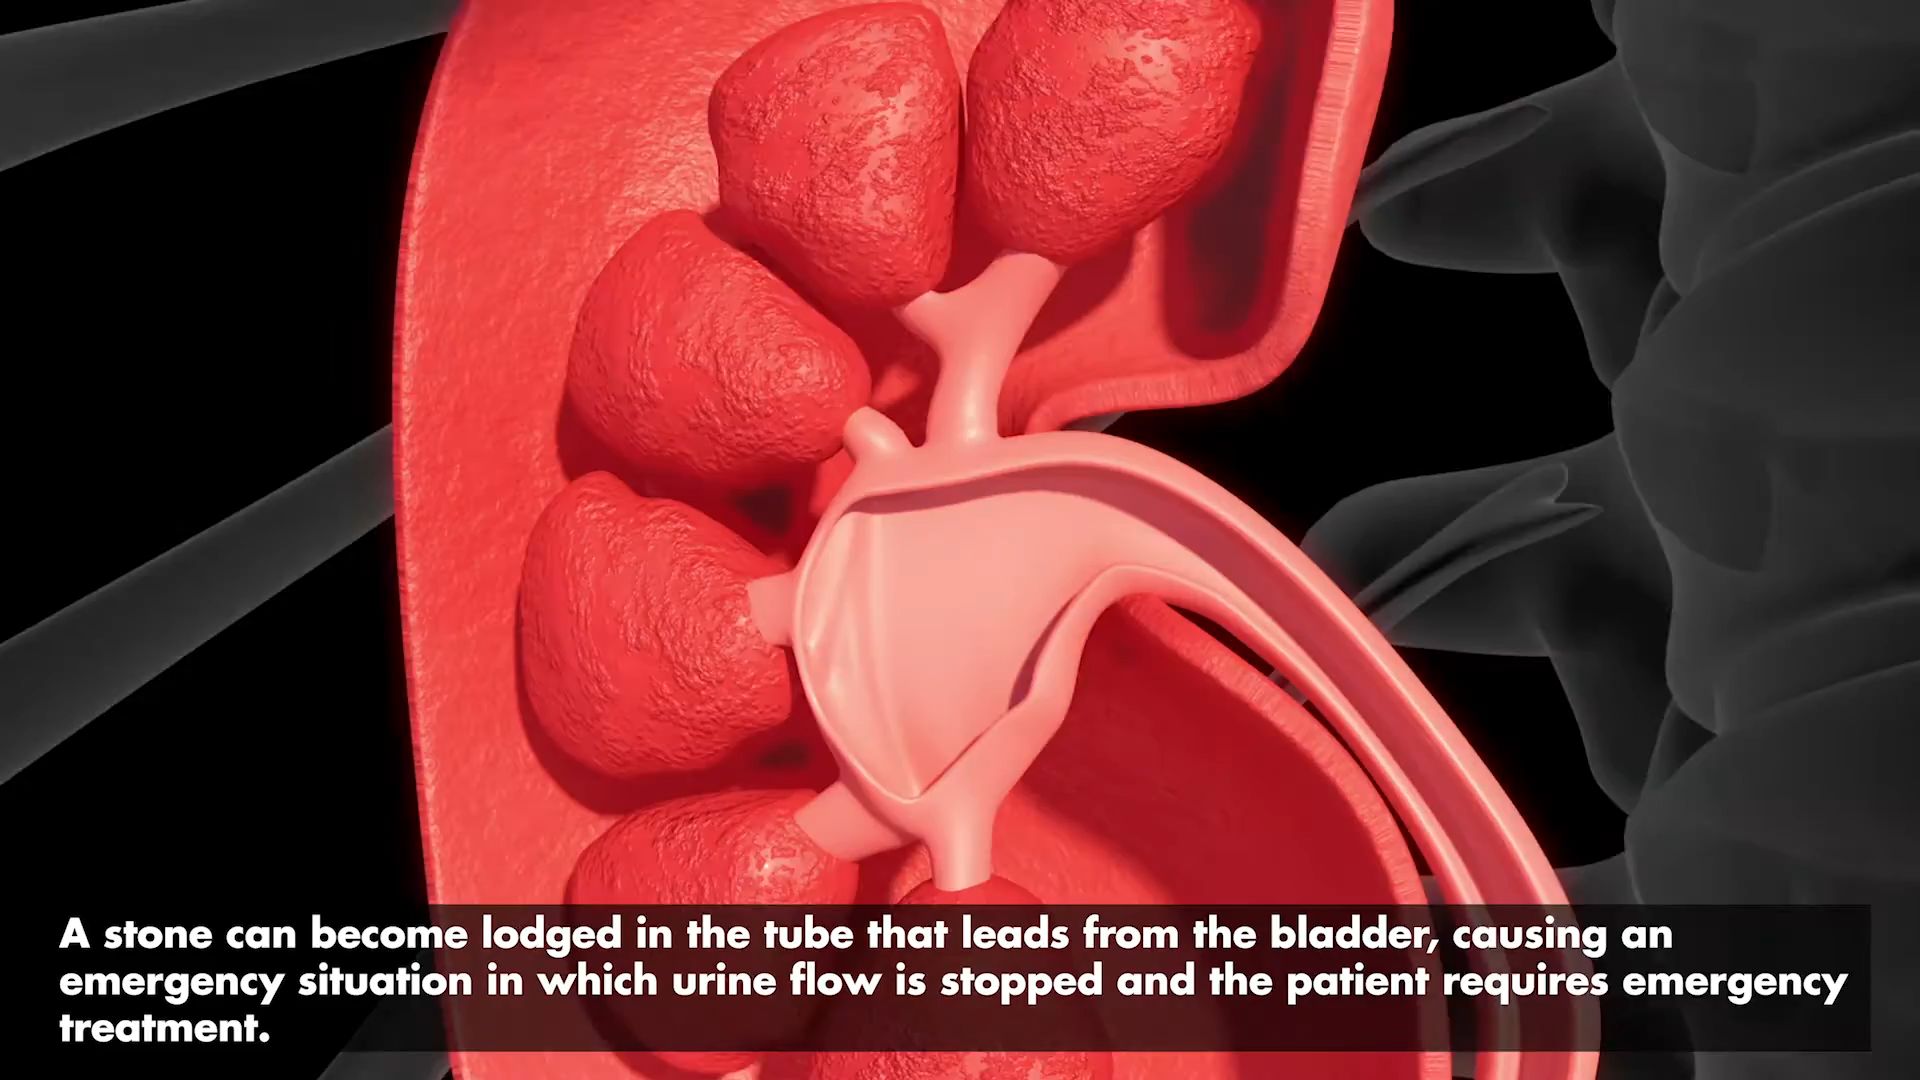 A stone can become lodged in the tube that leads from the bladder, causing an
emergency situation in which urine flow is stopped and the patient requires emergency
treatment.